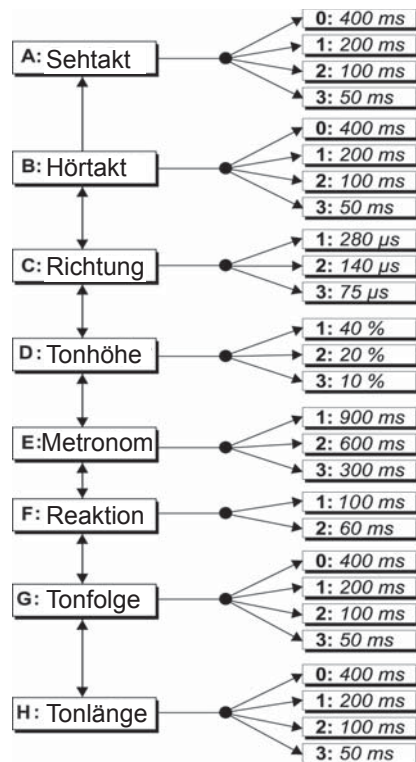 A: Sehtakt
0: 400 ms
1: 200 ms
2: 100 ms
3: 50 ms
B: Hörtakt
0: 400 ms
1: 200 ms
2: 100 ms
3: 50 ms
C: Richtung
1: 280 µs
2: 140 µs
3: 75 µs
D: Tonhöhe
1: 40 %
2: 20 %
3: 10 %
E: Metronom
1: 900 ms
2: 600 ms
3: 300 ms
F: Reaktion
1: 100 ms
2: 60 ms
G: Tonfolge
0: 400 ms
1: 200 ms
2: 100 ms
3: 50 ms
H: Tonlänge
0: 400 ms
1: 200 ms
2: 100 ms
3: 50 ms